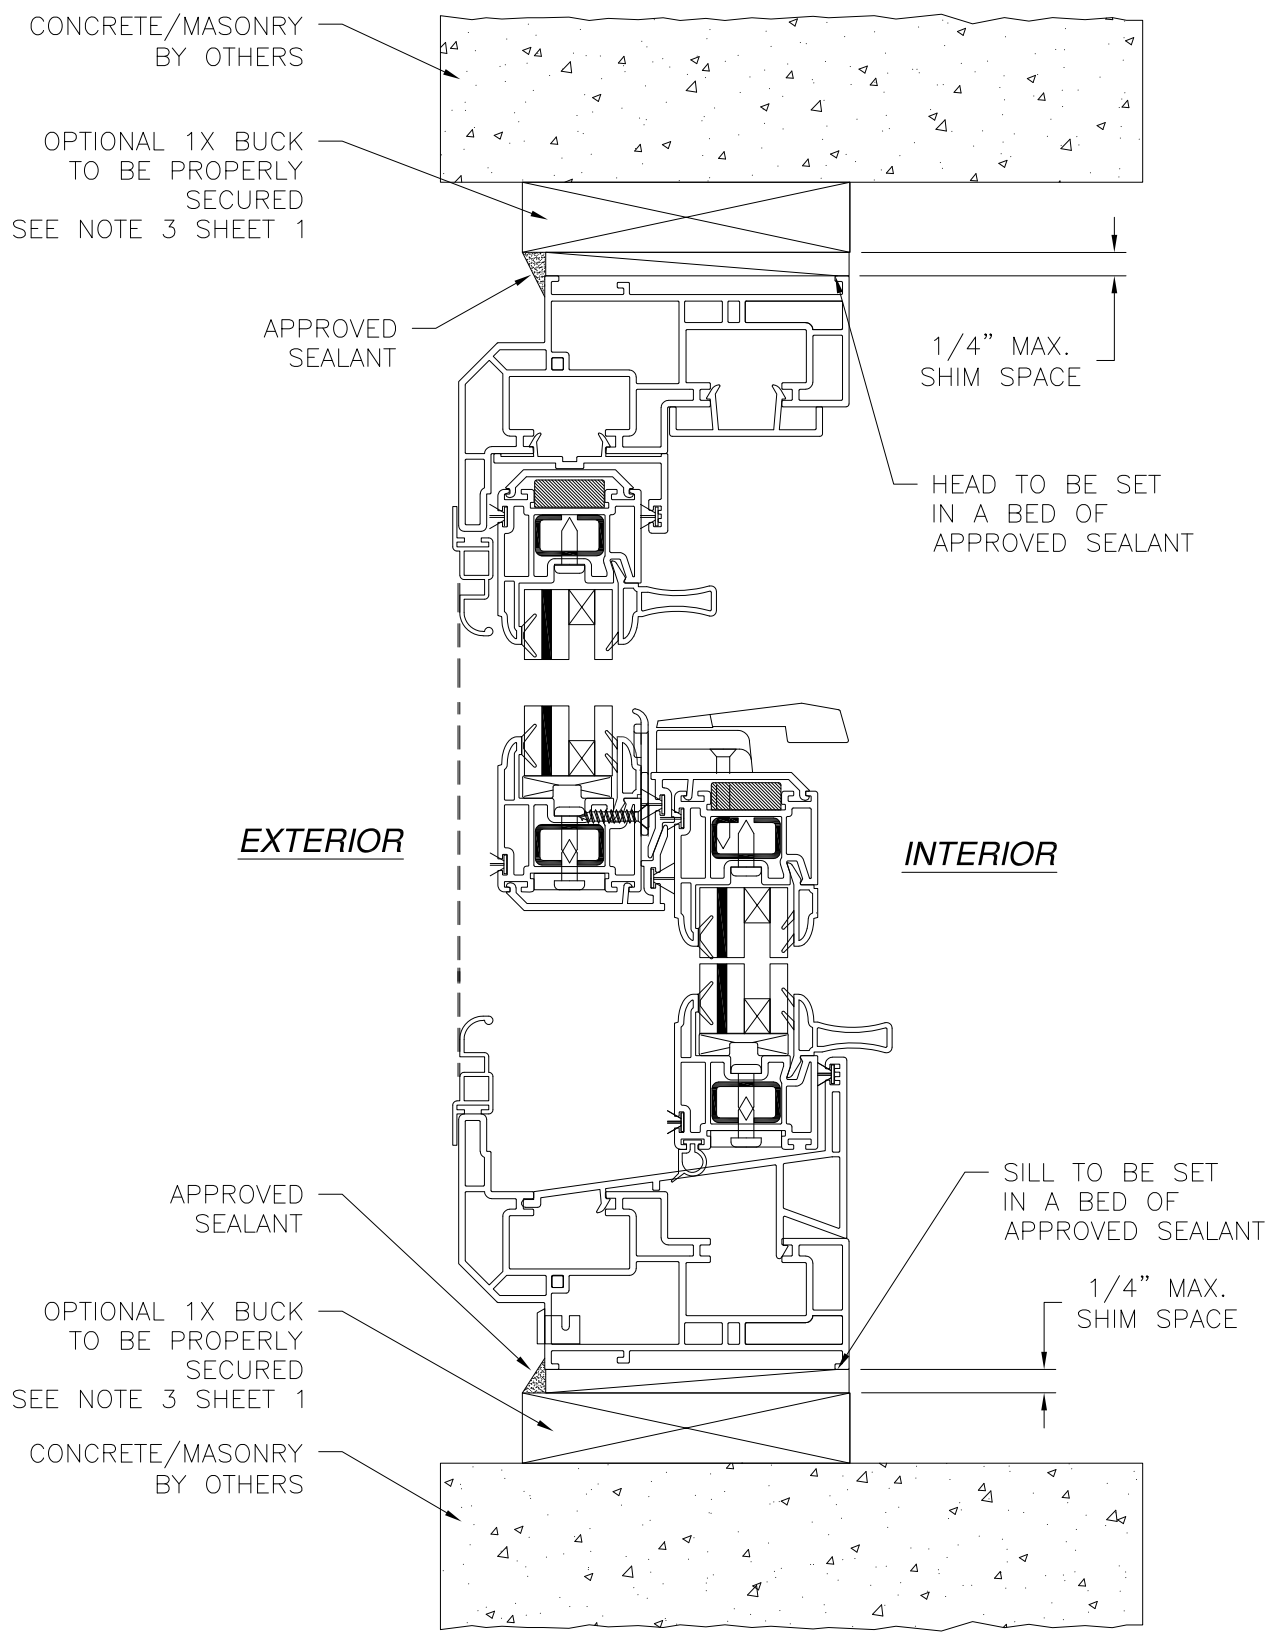 CONCRETE/MASONRY
BY OTHERS
OPTIONAL 1X BUCK
TO BE PROPERLY
SECURED
SEE NOTE 3 SHEET 1
APPROVED
SEALANT
1/4” MAX.
SHIM SPACE
HEAD TO BE SET
IN A BED OF
APPROVED SEALANT
EXTERIOR
INTERIOR
APPROVED
SEALANT
SILL TO BE SET
IN A BED OF
APPROVED SEALANT
1/4” MAX.
SHIM SPACE
OPTIONAL 1X BUCK
TO BE PROPERLY
SECURED
SEE NOTE 3 SHEET 1
CONCRETE/MASONRY
BY OTHERS